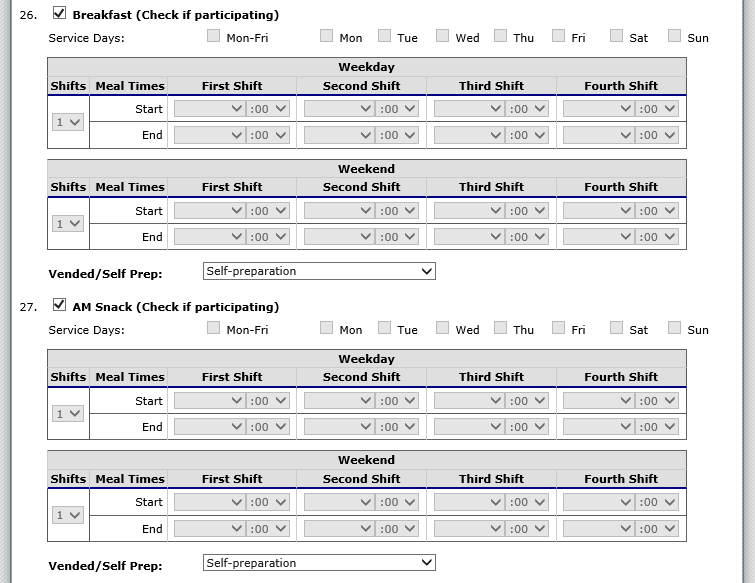 26. Breakfast (Check if participating)
Service Days: Mon-Fri Mon Tue Wed Thu Fri Sat Sun
Weekday
Shifts Meal Times First Shift Second Shift Third Shift Fourth Shift
1 Start :00 :00 :00 :00
End :00 :00 :00 :00
Weekend
Shifts Meal Times First Shift Second Shift Third Shift Fourth Shift
1 Start :00 :00 :00 :00
End :00 :00 :00 :00
Vended/Self Prep: Self-preparation
27. AM Snack (Check if participating)
Service Days: Mon-Fri Mon Tue Wed Thu Fri Sat Sun
Weekday
Shifts Meal Times First Shift Second Shift Third Shift Fourth Shift
1 Start :00 :00 :00 :00
End :00 :00 :00 :00
Weekend
Shifts Meal Times First Shift Second Shift Third Shift Fourth Shift
1 Start :00 :00 :00 :00
End :00 :00 :00 :00
Vended/Self Prep: Self-preparation